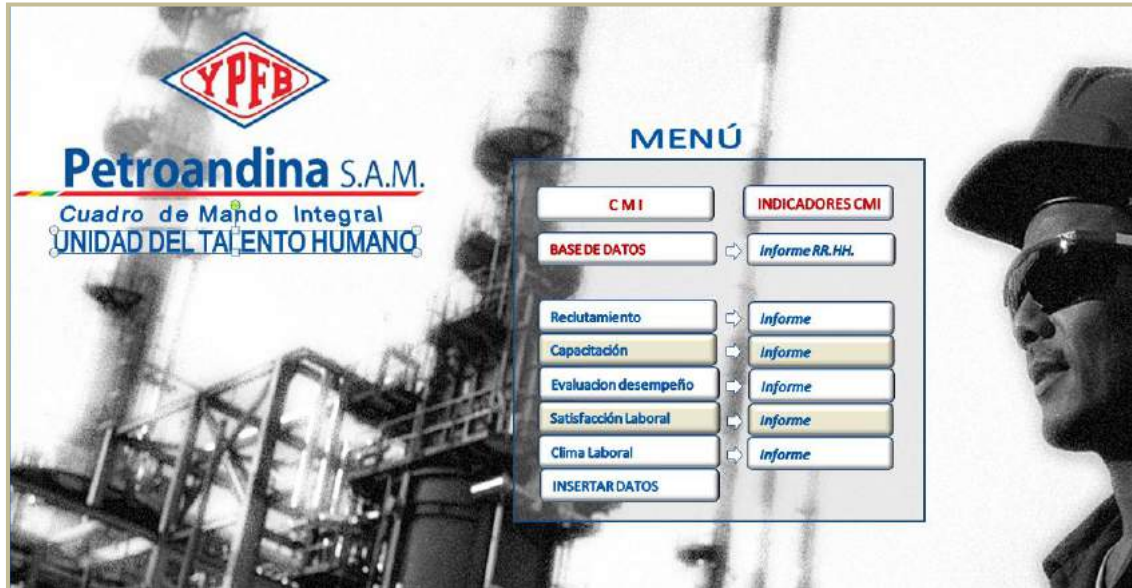 YPFB
Petroandina S.A.M.
Cuadro de Mando Integral
UNIDAD DEL TALENTO HUMANO
MENÚ
CMI INDICADORES CMI
BASE DE DATOS Informe RR.HH.
Reclutamiento Informe
Capacitación Informe
Evaluacion desempeño Informe
Satisfacción Laboral Informe
Clima Laboral Informe
INSERTAR DATOS